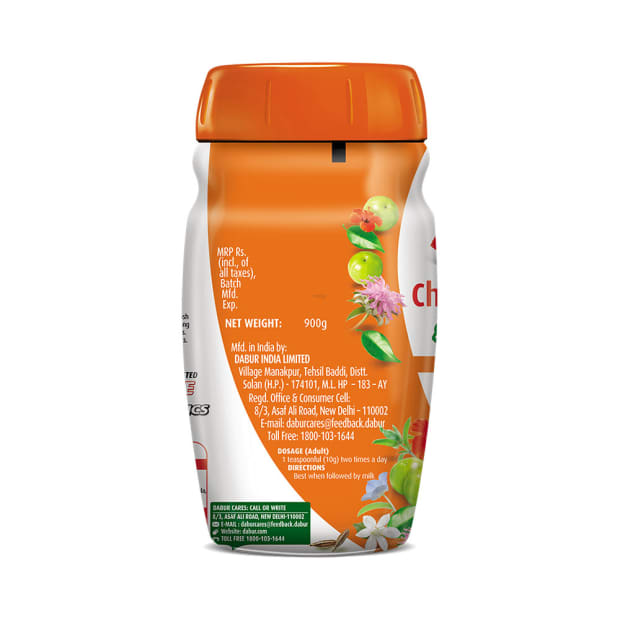 MRP Rs.
(incl., of
all taxes),
Batch
Mfd.
Exp.
NET WEIGHT: 900g
Mfd. in India by:
DABUR INDIA LIMITED
Village Manakpur, Tehsil Baddi, Distt.
Solan (H.P.) - 174101, M.L. HP – 183 – AY
Regd. Office & Consumer Cell:
8/3, Asaf Ali Road, New Delhi - 110002
E-mail: daburcares@feedback.dabur
Toll Free: 1800-103-1644
DOSAGE (Adult)
1 teaspoonful (10g) two times a day
DIRECTIONS
Best when followed by milk
DABUR CARES: CALL OR WRITE
8/3, ASAF ALI ROAD, NEW DELHI-110002
E-MAIL : daburcares@feedback.dabur
Website: dabur.com
TOLL FREE 1800-103-1644
Ch